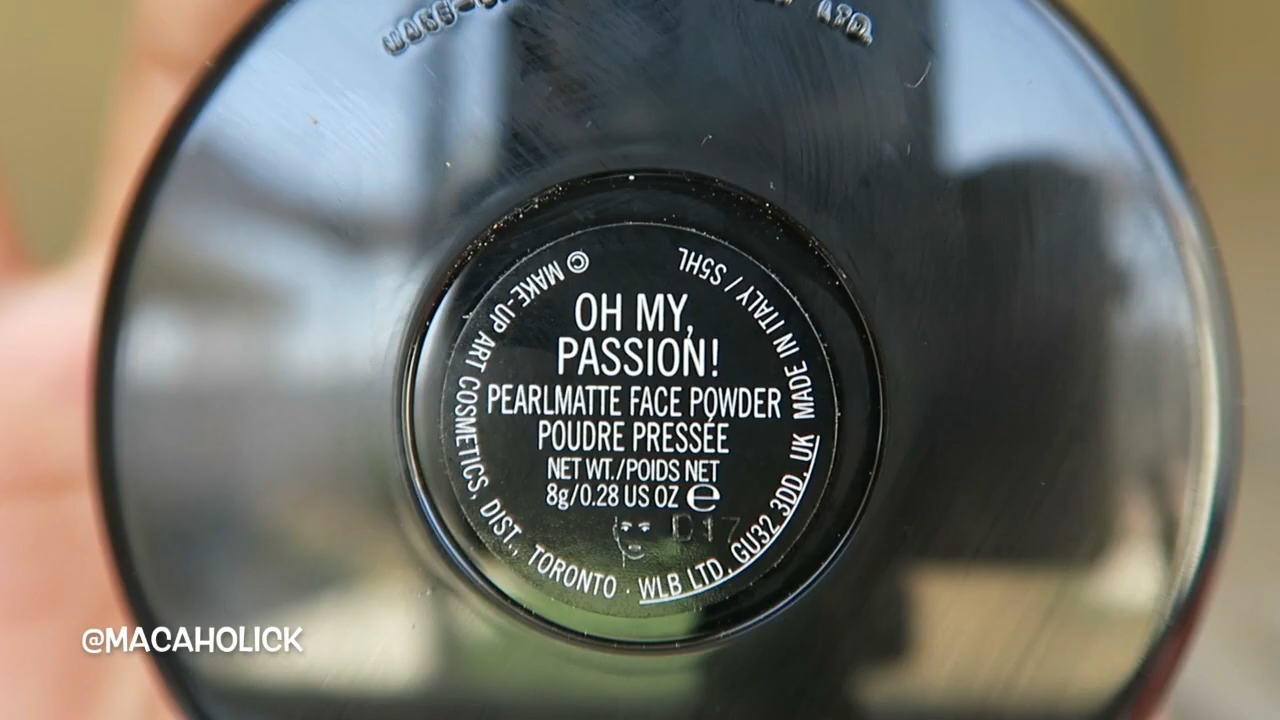 LTD.
© MAKE-UP ART COSMETICS, DIST., TORONTO · WLB LTD. GU32 3DD. UK MADE IN ITALY / S5HL
OH MY,
PASSION!
PEARLMATTE FACE POWDER
POUDRE PRESSÉE
NET WT./POIDS NET
8g/0.28 US OZ ℮
D17
@MACAHOLICK